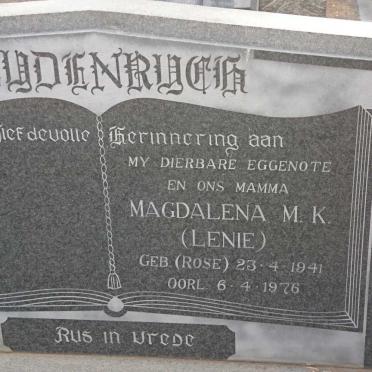 YDENRYCH
iefdevolle Herinnering aan
MY DIERBARE EGGENOTE
EN ONS MAMMA
MAGDALENA M. K.
(LENIE)
GEB. (ROSE) 23-4-1941
OORL 6-4-1976
Rus in Vrede